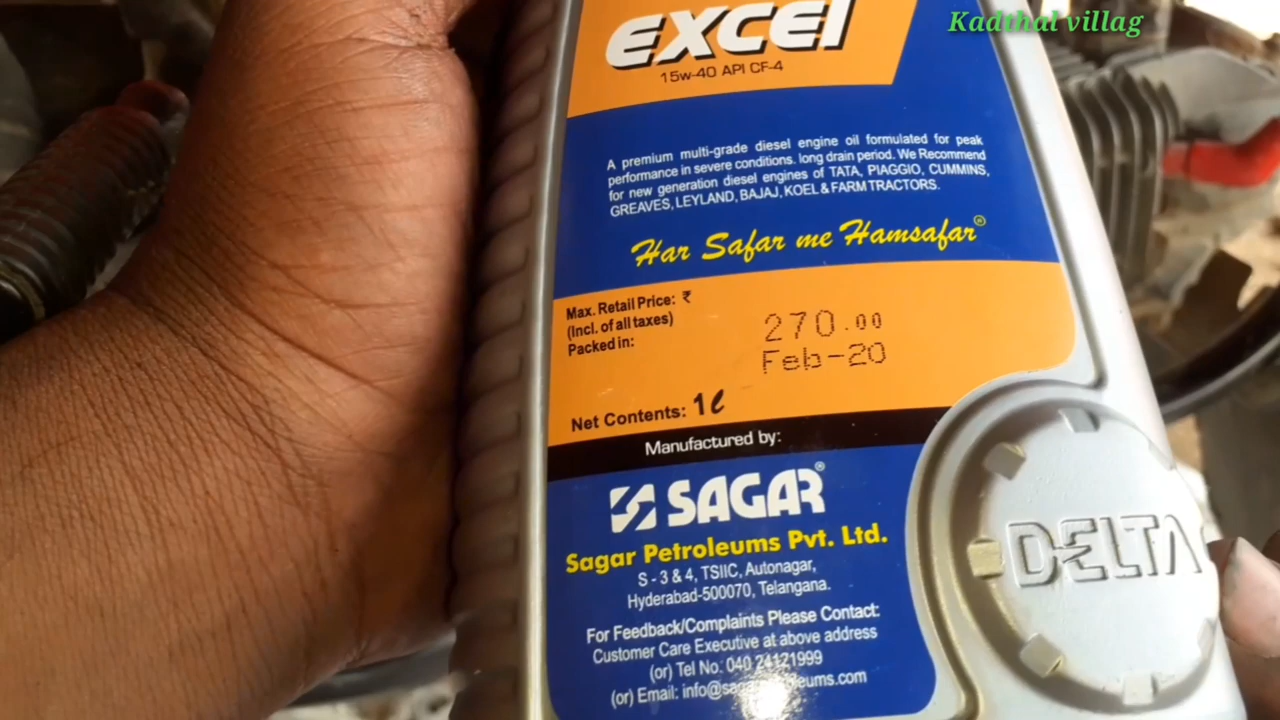 Kadthal villag
EXCEl
15w-40 API CF-4
A premium multi-grade diesel engine oil formulated for peak
performance in severe conditions. long drain period. We Recommend
for new generation diesel engines of TATA, PIAGGIO, CUMMINS,
GREAVES, LEYLAND, BAJAJ, KOEL & FARM TRACTORS.
Har Safar me Hamsafar®
Max. Retail Price: ₹
(Incl. of all taxes)
Packed in:
270.00
Feb-20
Net Contents: 1ℓ
Manufactured by:
SAGAR®
Sagar Petroleums Pvt. Ltd.
S - 3 & 4, TSIIC, Autonagar,
Hyderabad-500070, Telangana.
For Feedback/Complaints Please Contact:
Customer Care Executive at above address
(or) Tel No: 040 24121999
(or) Email:
DELTA